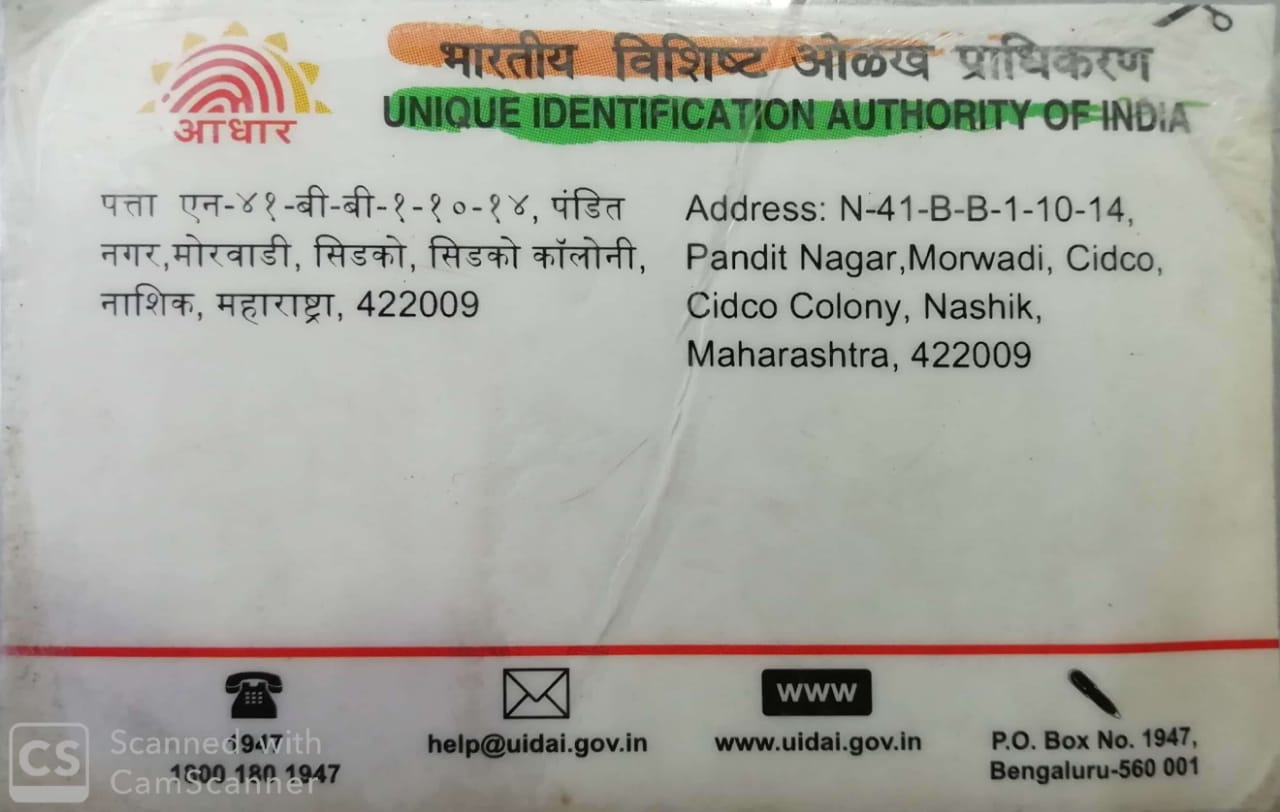 भारतीय विशिष्ट ओळख प्राधिकरण
UNIQUE IDENTIFICATION AUTHORITY OF INDIA
आधार
पत्ता एन-४१-बी-बी-१-१०-१४, पंडित
नगर,मोरवाडी, सिडको, सिडको कॉलोनी,
नाशिक, महाराष्ट्रा, 422009
Address: N-41-B-B-1-10-14,
Pandit Nagar,Morwadi, Cidco,
Cidco Colony, Nashik,
Maharashtra, 422009
1947
1800 180 1947
help@uidai.gov.in
www
www.uidai.gov.in
P.O. Box No. 1947,
Bengaluru-560 001
CS
Scanned with
CamScanner